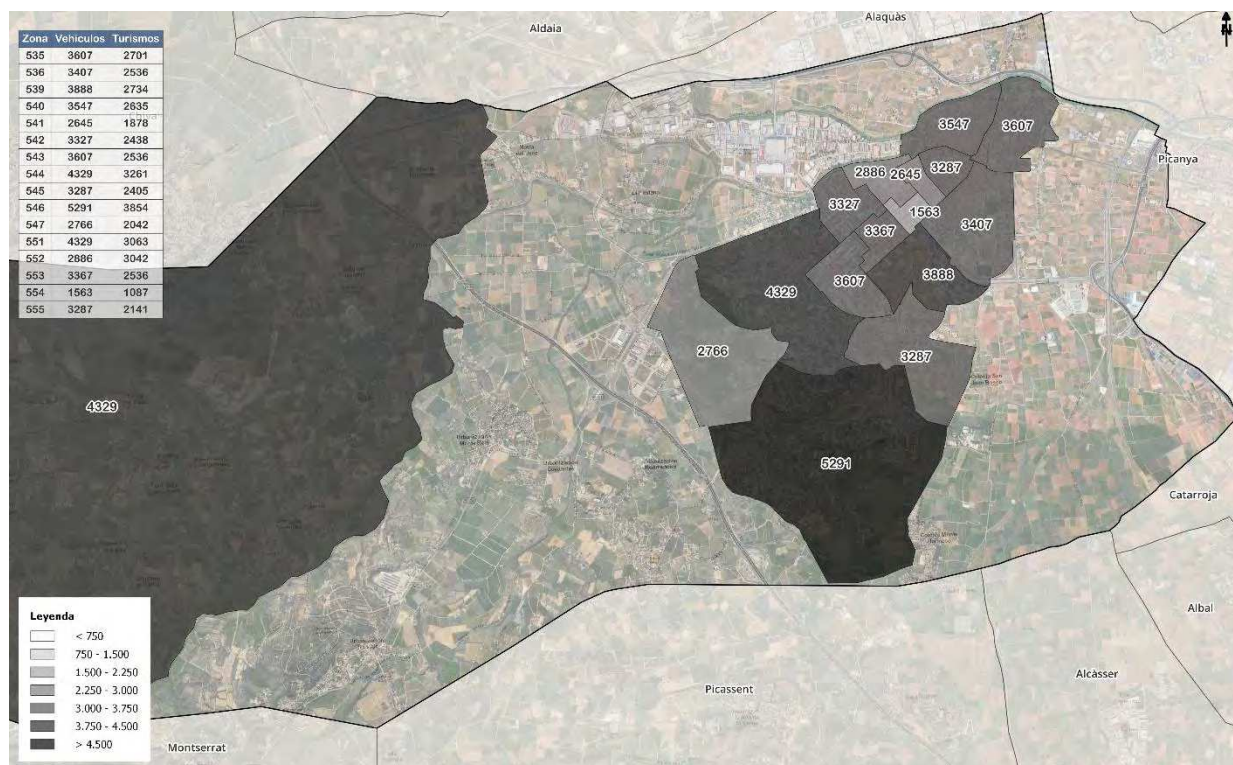 Aldaia
Alaquàs
N
Zona Vehiculos Turismos
535 3607 2701
536 3407 2536
539 3888 2734
540 3547 2635
541 2645 1878
542 3327 2438
543 3607 2536
544 4329 3261
545 3287 2405
546 5291 3854
547 2766 2042
551 4329 3063
552 2886 3042
553 3367 2536
554 1563 1087
555 3287 2141
3547
3607
Picanya
2886
2645
3287
3327
1563
3407
3367
3888
3607
4329
2766
3287
4329
5291
Catarroja
Albal
Alcàsser
Picassent
Montserrat
Leyenda
< 750
750 - 1.500
1.500 - 2.250
2.250 - 3.000
3.000 - 3.750
3.750 - 4.500
> 4.500